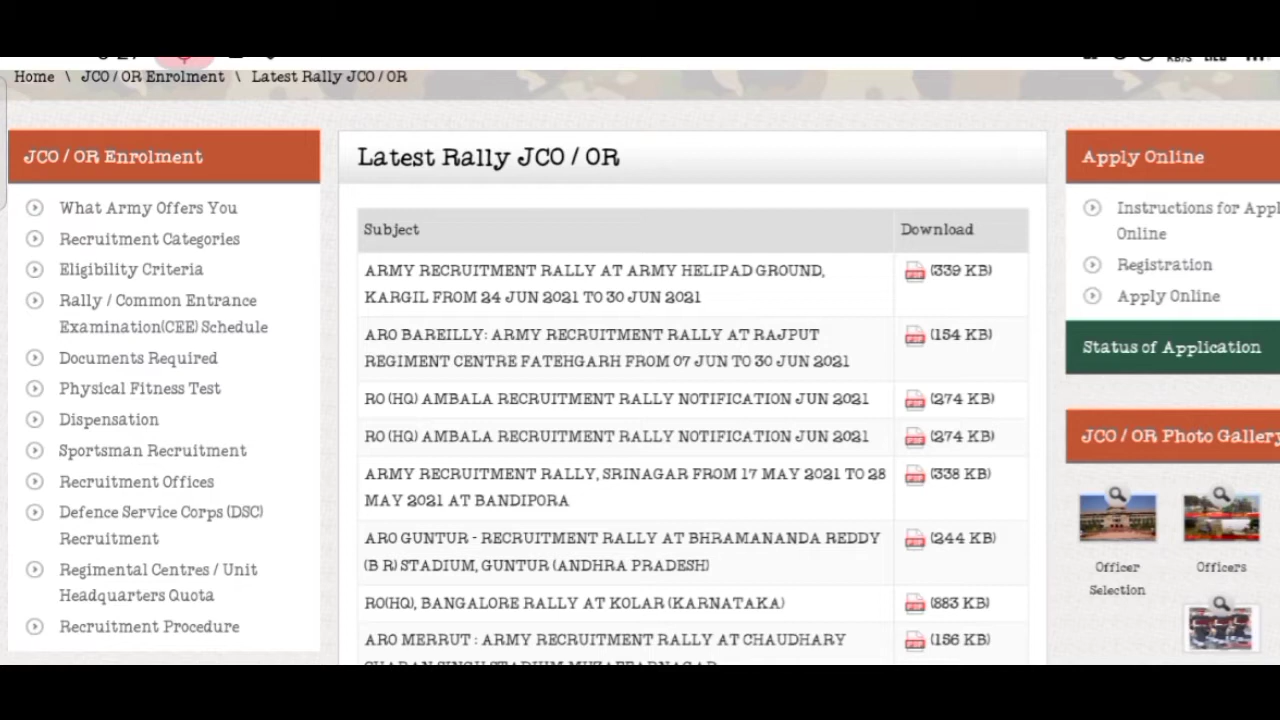 Home \ JCO / OR Enrolment \ Latest Rally JCO / OR
JCO / OR Enrolment
What Army Offers You
Recruitment Categories
Eligibility Criteria
Rally / Common Entrance
Examination(CEE) Schedule
Documents Required
Physical Fitness Test
Dispensation
Sportsman Recruitment
Recruitment Offices
Defence Service Corps (DSC)
Recruitment
Regimental Centres / Unit
Headquarters Quota
Recruitment Procedure
Latest Rally JCO / OR
Subject Download
ARMY RECRUITMENT RALLY AT ARMY HELIPAD GROUND, (339 KB)
KARGIL FROM 24 JUN 2021 TO 30 JUN 2021
ARO BAREILLY: ARMY RECRUITMENT RALLY AT RAJPUT (154 KB)
REGIMENT CENTRE FATEHGARH FROM 07 JUN TO 30 JUN 2021
RO (HQ) AMBALA RECRUITMENT RALLY NOTIFICATION JUN 2021 (274 KB)
RO (HQ) AMBALA RECRUITMENT RALLY NOTIFICATION JUN 2021 (274 KB)
ARMY RECRUITMENT RALLY, SRINAGAR FROM 17 MAY 2021 TO 28 (338 KB)
MAY 2021 AT BANDIPORA
ARO GUNTUR - RECRUITMENT RALLY AT BHRAMANANDA REDDY (244 KB)
(B R) STADIUM, GUNTUR (ANDHRA PRADESH)
RO(HQ), BANGALORE RALLY AT KOLAR (KARNATAKA) (883 KB)
ARO MERRUT : ARMY RECRUITMENT RALLY AT CHAUDHARY (156 KB)
CHARAN SINGH STADIUM MUZAFFARNAGAR
Apply Online
Instructions for Appl
Online
Registration
Apply Online
Status of Application
JCO / OR Photo Gallery
Officer
Selection
Officers